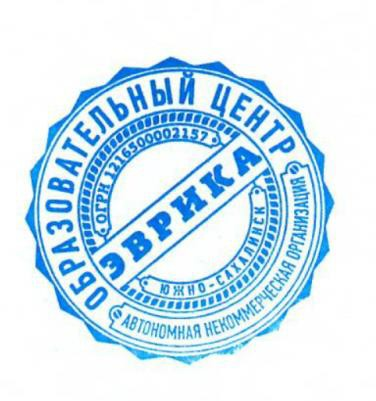 ОБРАЗОВАТЕЛЬНЫЙ ЦЕНТР
ОГРН 1216500002157
ЭВРИКА
ЮЖНО-САХАЛИНСК
АВТОНОМНАЯ НЕКОММЕРЧЕСКАЯ ОРГАНИЗАЦИЯ